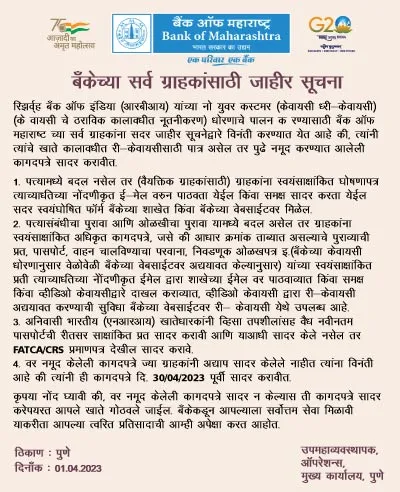 आज़ादी का
अमृत महोत्सव
बैंक ऑफ महाराष्ट्र
Bank of Maharashtra
भारत सरकार का उद्यम
एक परिवार एक बैंक
G20
बँकेच्या सर्व ग्राहकांसाठी जाहीर सूचना
रिझर्व्ह बँक ऑफ इंडिया (आरबीआय) यांच्या नो युवर कस्टमर (केवायसी ध्री-केवायसी)
(के वायसी चे ठराविक कालावधीत नूतनीकरण) धोरणाचे पालन क रण्यासाठी बँक ऑफ
महाराष्ट च्या सर्व ग्राहकांना सदर जाहीर सूचनेद्वारे विनंती करण्यात येत आहे की, त्यांनी
त्यांचे खाते कालावधीत री-केवायसीसाठी पात्र असेल तर पुढे नमूद करण्यात आलेली
कागदपत्रे सादर करावीत.
1. पत्त्यामध्ये बदल नसेल तर (वैयक्तिक ग्राहकांसाठी) ग्राहकांना स्वयंसाक्षांकित घोषणापत्र
त्याच्याधतिच्या नोंदणीकृत ई-मेल वरुन पाठवता येईल किंवा समक्ष सादर करता येईल
सदर स्वयंघोषित फॉर्म बँकेच्या शाखेत किंवा बँकेच्या वेबसाईटवर मिळेल.
2. पत्त्यासंबंधीचा पुरावा आणि ओळखीचा पुरावा यामध्ये बदल असेल तर ग्राहकांना
स्वयंसाक्षांकित अधिकृत कागदपत्रे, जसे की आधार क्रमांक ताब्यात असल्याचे पुराव्याची
प्रत, पासपोर्ट, वाहन चालविण्याचा परवाना, निवडणूक ओळखपत्र इ.(बँकेच्या केवायसी
धोरणानुसार वेळोवेळी बँकेच्या वेबसाईटवर अद्ययावत केल्यानुसार) यांच्या स्वयंसाक्षांकित
प्रती त्याच्याधतिच्या नोंदणीकृत ईमेल द्वारा शाखेच्या ईमेल वर पाठवाव्यात किंवा समक्ष
किंवा व्हीडिओ केवायसीद्वारे दाखल कराव्यात, व्हीडिओ केवायसी द्वारा री-केवायसी
अद्ययावत करण्याची सुविधा बँकेच्या वेबसाईटवर री- केवायसी येथे उपलब्ध आहे.
3. अनिवासी भारतीय (एनआरआय) खातेधारकांनी व्हिसा तपशीलांसह वैध नवीनतम
पासपोर्टची रीतसर साक्षांकित प्रत सादर करावी आणि याआधी सादर केले नसेल तर
FATCA/CRS प्रमाणपत्र देखील सादर करावे.
4. वर नमूद केलेली कागदपत्रे ज्या ग्राहकांनी अद्याप सादर केलेले नाहीत त्यांना विनंती
आहे की त्यांनी ही कागदपत्रे दि. 30/04/2023 पूर्वी सादर करावीत.
कृपया नोंद घ्यावी की, वर नमूद केलेली कागदपत्रे सादर न केल्यास ती कागदपत्रे सादर
करेपयरत आपले खाते गोठवले जाईल. बँकेकडून आपल्याला सर्वोत्तम सेवा मिळावी
याकरीता आपल्या त्वरित प्रतिसादाची आम्ही अपेक्षा करत आहोत.
ठिकाण : पुणे
दिनाँक : 01.04.2023
उपमहाव्यवस्थापक,
ऑपरेशन्स,
मुख्य कार्यालय, पुणे